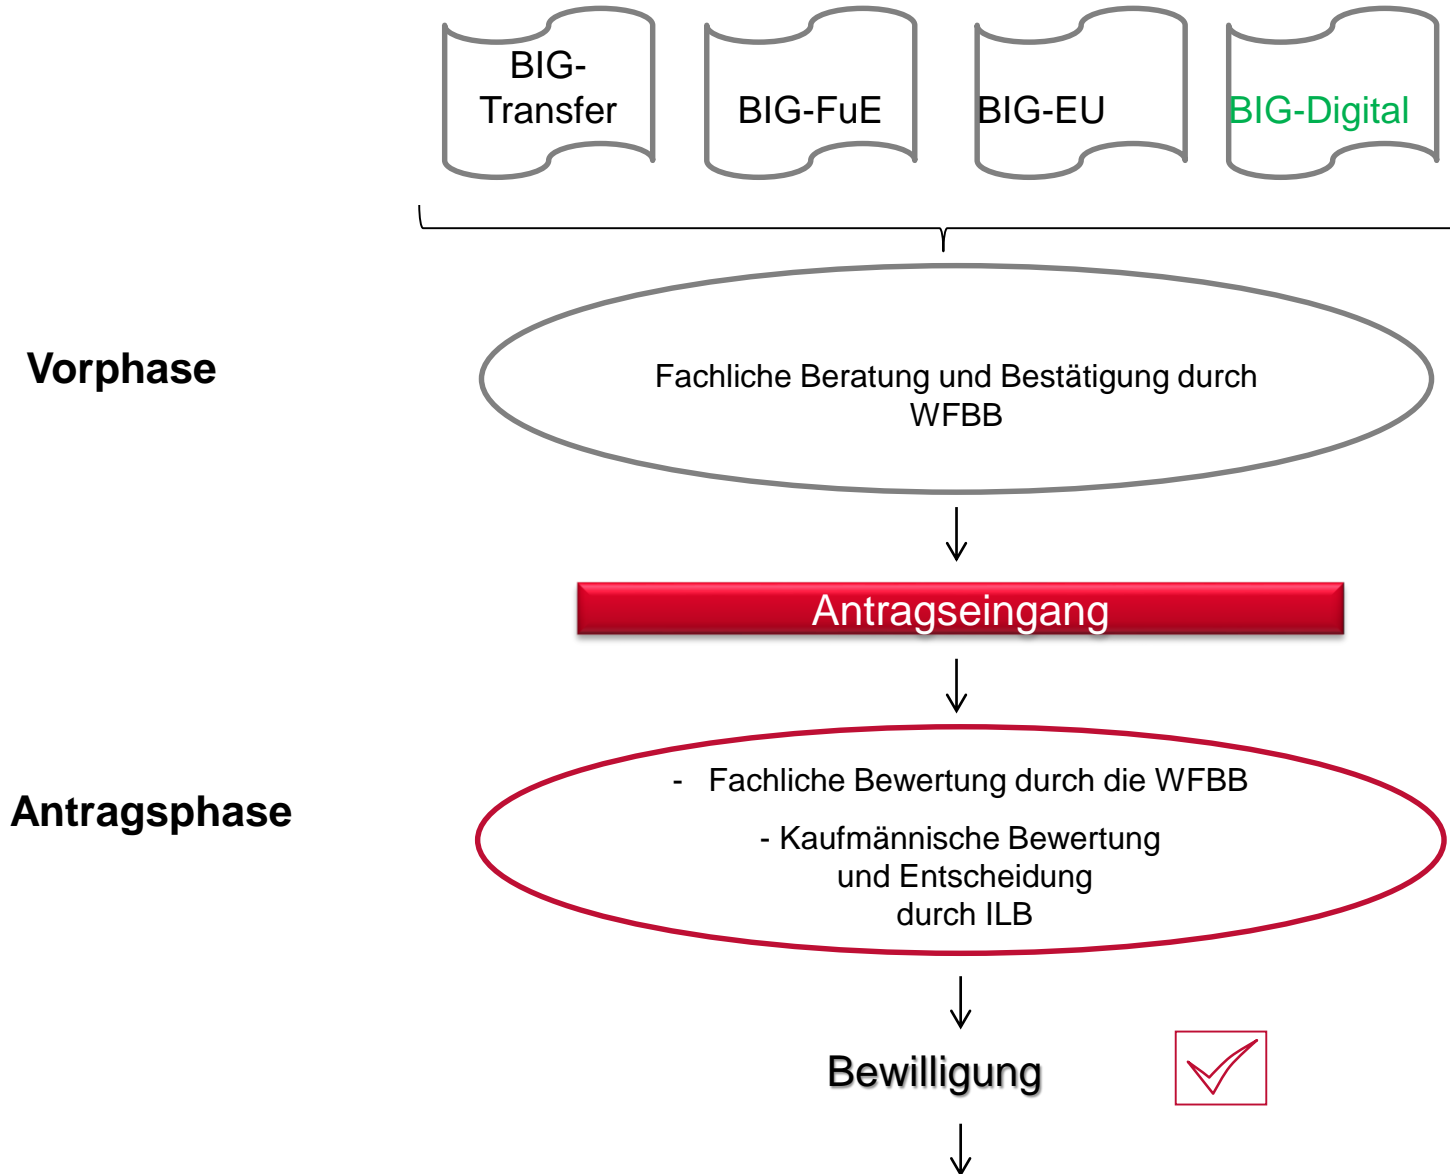 BIG-
Transfer
BIG-FuE
BIG-EU
BIG-Digital
Vorphase
Fachliche Beratung und Bestätigung durch
WFBB
Antragseingang
Antragsphase
- Fachliche Bewertung durch die WFBB
- Kaufmännische Bewertung
und Entscheidung
durch ILB
Bewilligung